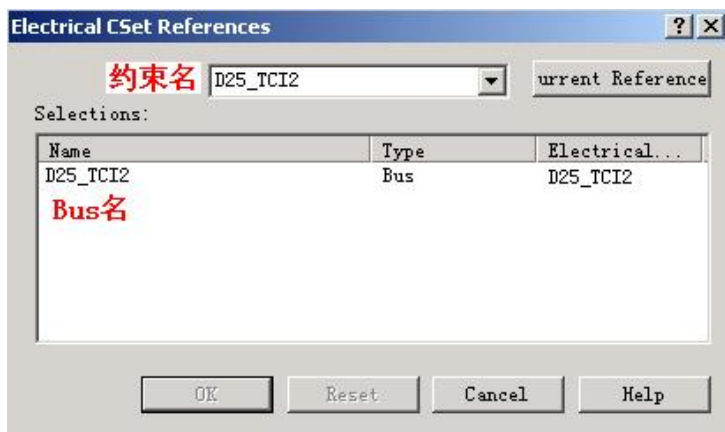 Electrical CSet References
约束名 D25_TCI2 urrent Reference
Selections:
Name Type Electrical...
D25_TCI2 Bus D25_TCI2
Bus名
OK Reset Cancel Help